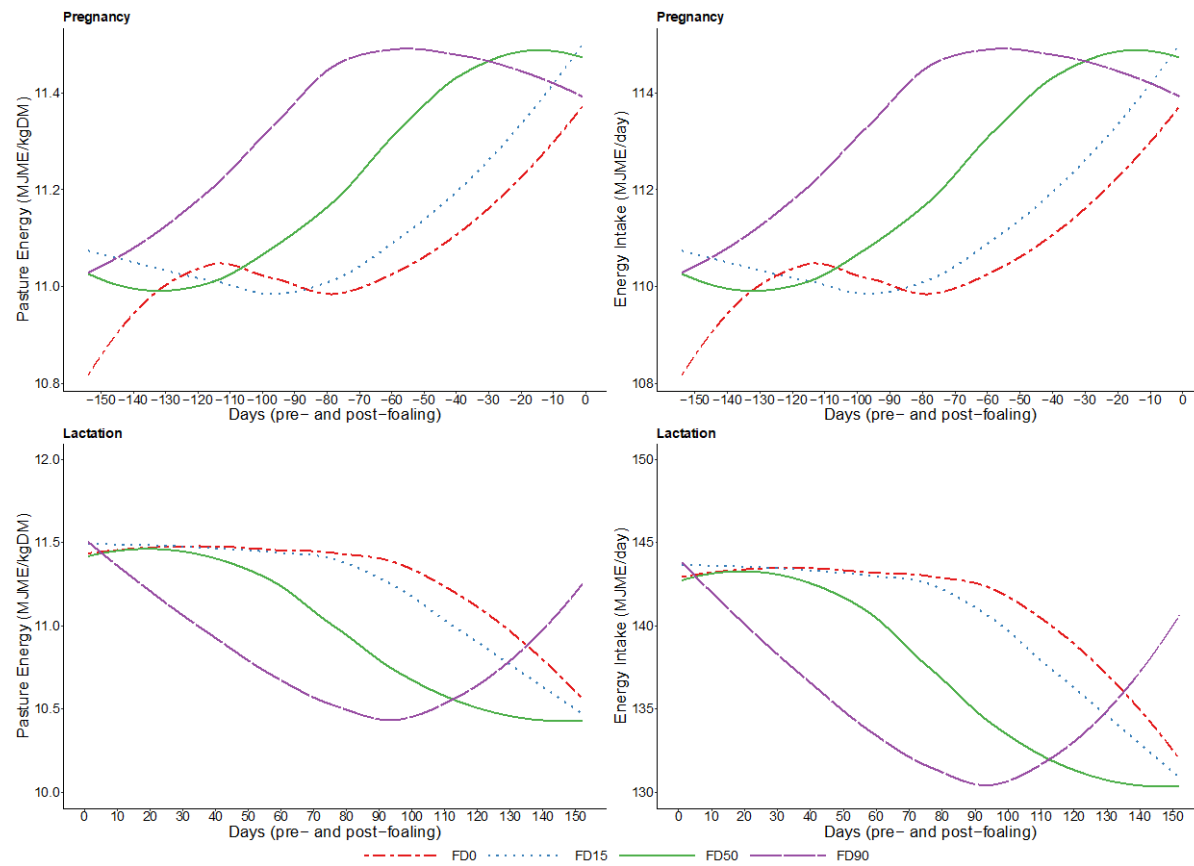 Pregnancy
Pasture Energy (MJME/kgDM)
11.4
11.2
11.0
10.8
−150 −140 −130 −120 −110 −100 −90 −80 −70 −60 −50 −40 −30 −20 −10 0
Days (pre− and post−foaling)
Pregnancy
Energy Intake (MJME/day)
114
112
110
108
−150 −140 −130 −120 −110 −100 −90 −80 −70 −60 −50 −40 −30 −20 −10 0
Days (pre− and post−foaling)
Lactation
Pasture Energy (MJME/kgDM)
12.0
11.5
11.0
10.5
10.0
0 10 20 30 40 50 60 70 80 90 100 110 120 130 140 150
Days (pre− and post−foaling)
Lactation
Energy Intake (MJME/day)
150
145
140
135
130
0 10 20 30 40 50 60 70 80 90 100 110 120 130 140 150
Days (pre− and post−foaling)
FD0 FD15 FD50 FD90